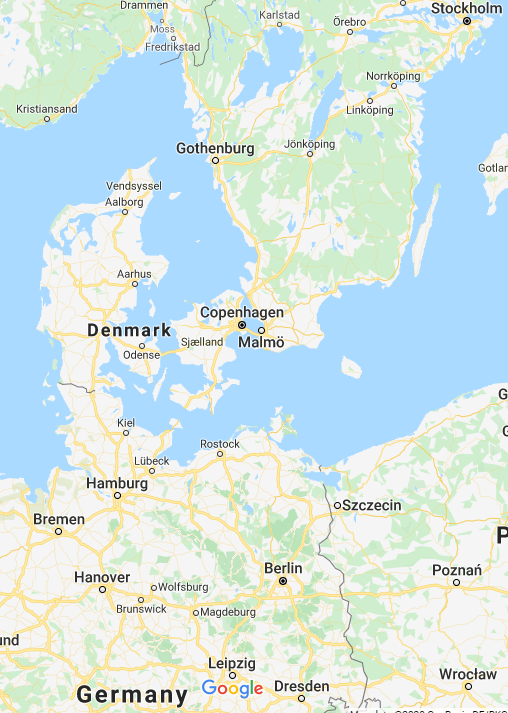 Stockholm
Drammen
Karlstad
Örebro
Moss
Fredrikstad
Norrköping
Kristiansand
Linköping
Gothenburg
Jönköping
Gotlan
Vendsyssel
Aalborg
Aarhus
Copenhagen
Denmark
Sjælland
Malmö
Odense
G
Kiel
Rostock
G
Lübeck
Hamburg
Szczecin
Bremen
P
Berlin
Poznań
Hanover
Wolfsburg
Brunswick
Magdeburg
und
Leipzig
Wrocław
Google
Dresden
Germany